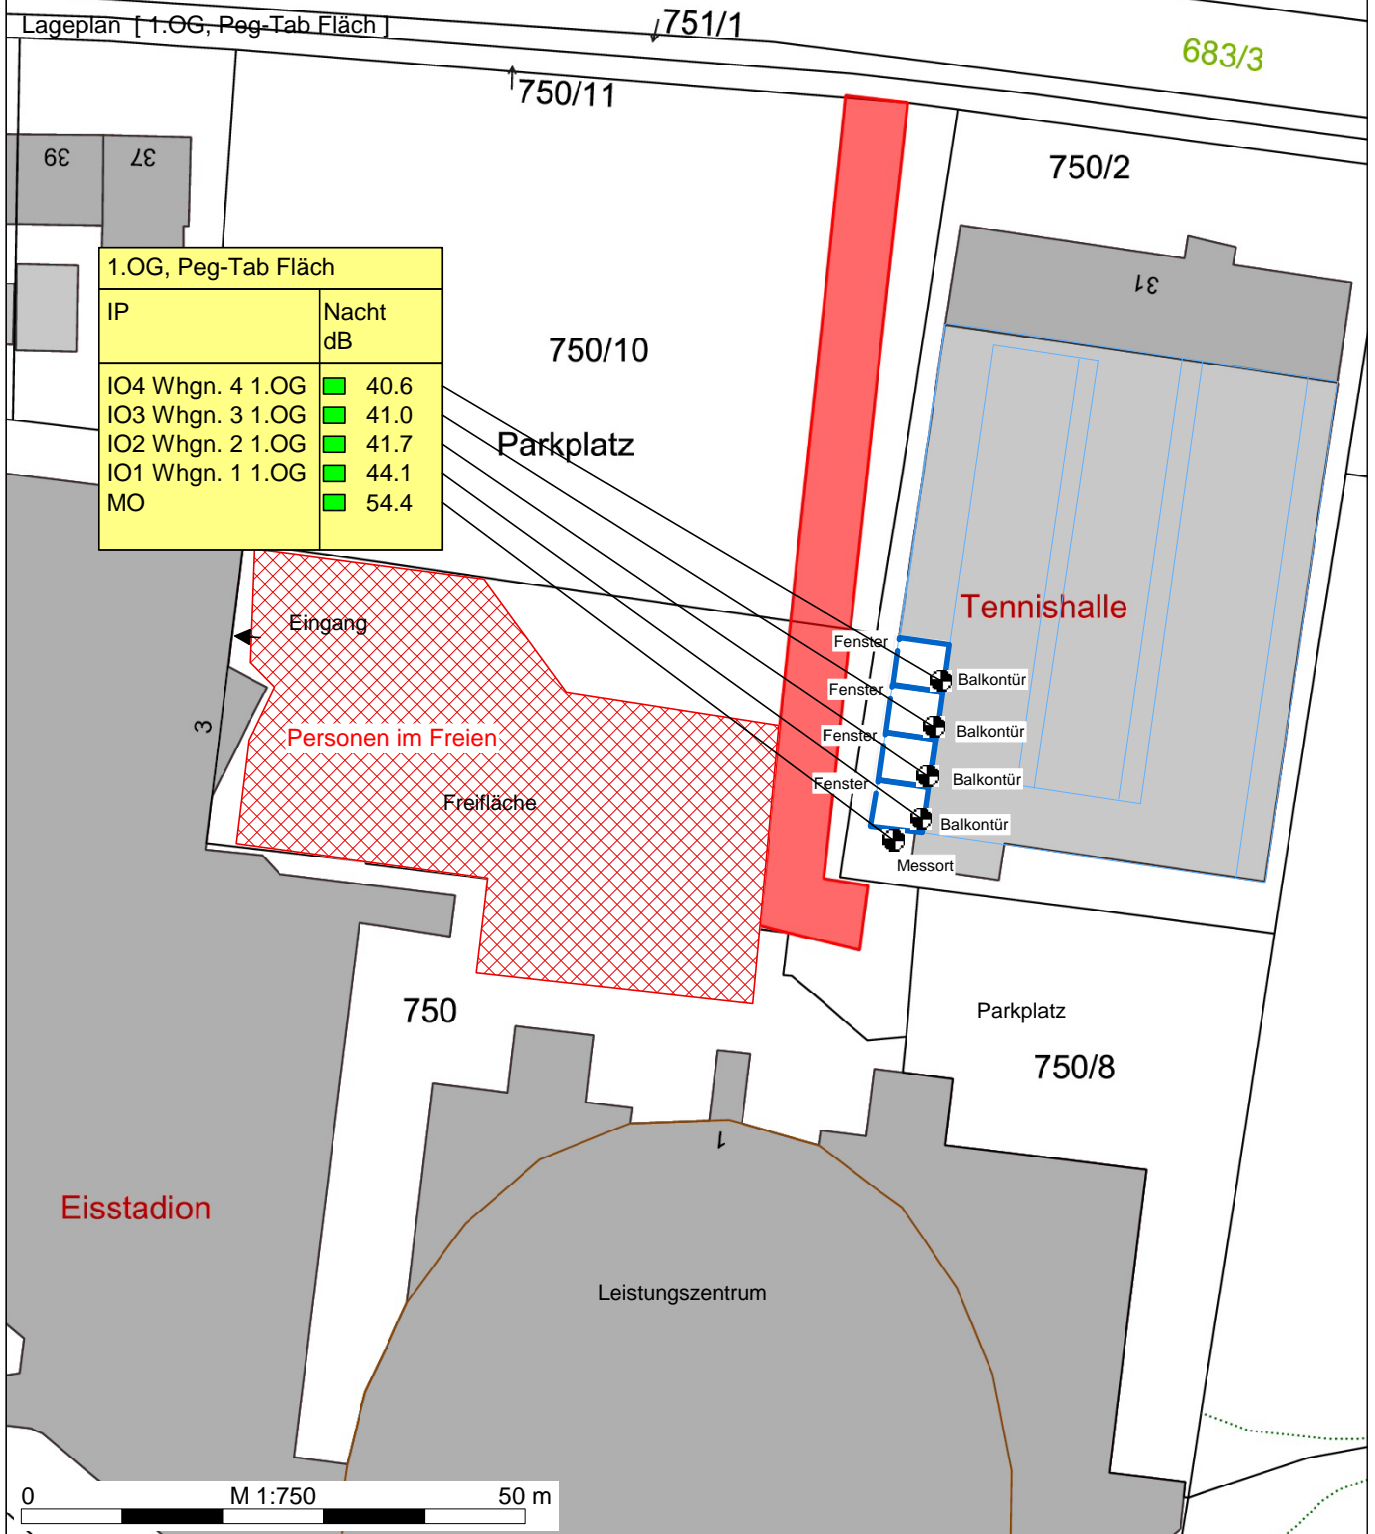 Lageplan [ 1.OG, Peg-Tab Fläch ]
751/1
683/3
750/11
750/2
39
37
31
1.OG, Peg-Tab Fläch
IP Nacht
dB
IO4 Whgn. 4 1.OG 40.6
IO3 Whgn. 3 1.OG 41.0
IO2 Whgn. 2 1.OG 41.7
IO1 Whgn. 1 1.OG 44.1
MO 54.4
750/10
Parkplatz
Tennishalle
Eingang
Fenster
Balkontür
Fenster
Balkontür
3
Personen im Freien
Fenster
Balkontür
Freifläche
Fenster
Balkontür
Messort
750
Parkplatz
750/8
1
Eisstadion
Leistungszentrum
0 M 1:750 50 m